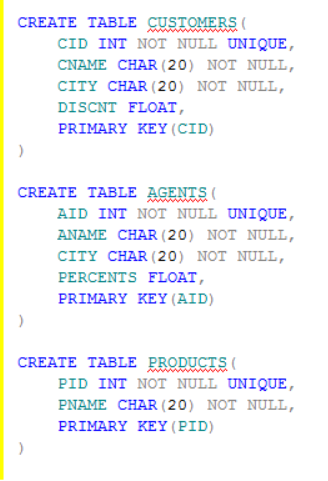 CREATE TABLE CUSTOMERS(
CID INT NOT NULL UNIQUE,
CNAME CHAR(20) NOT NULL,
CITY CHAR(20) NOT NULL,
DISCNT FLOAT,
PRIMARY KEY(CID)
)
CREATE TABLE AGENTS(
AID INT NOT NULL UNIQUE,
ANAME CHAR(20) NOT NULL,
CITY CHAR(20) NOT NULL,
PERCENTS FLOAT,
PRIMARY KEY(AID)
)
CREATE TABLE PRODUCTS(
PID INT NOT NULL UNIQUE,
PNAME CHAR(20) NOT NULL,
PRIMARY KEY(PID)
)